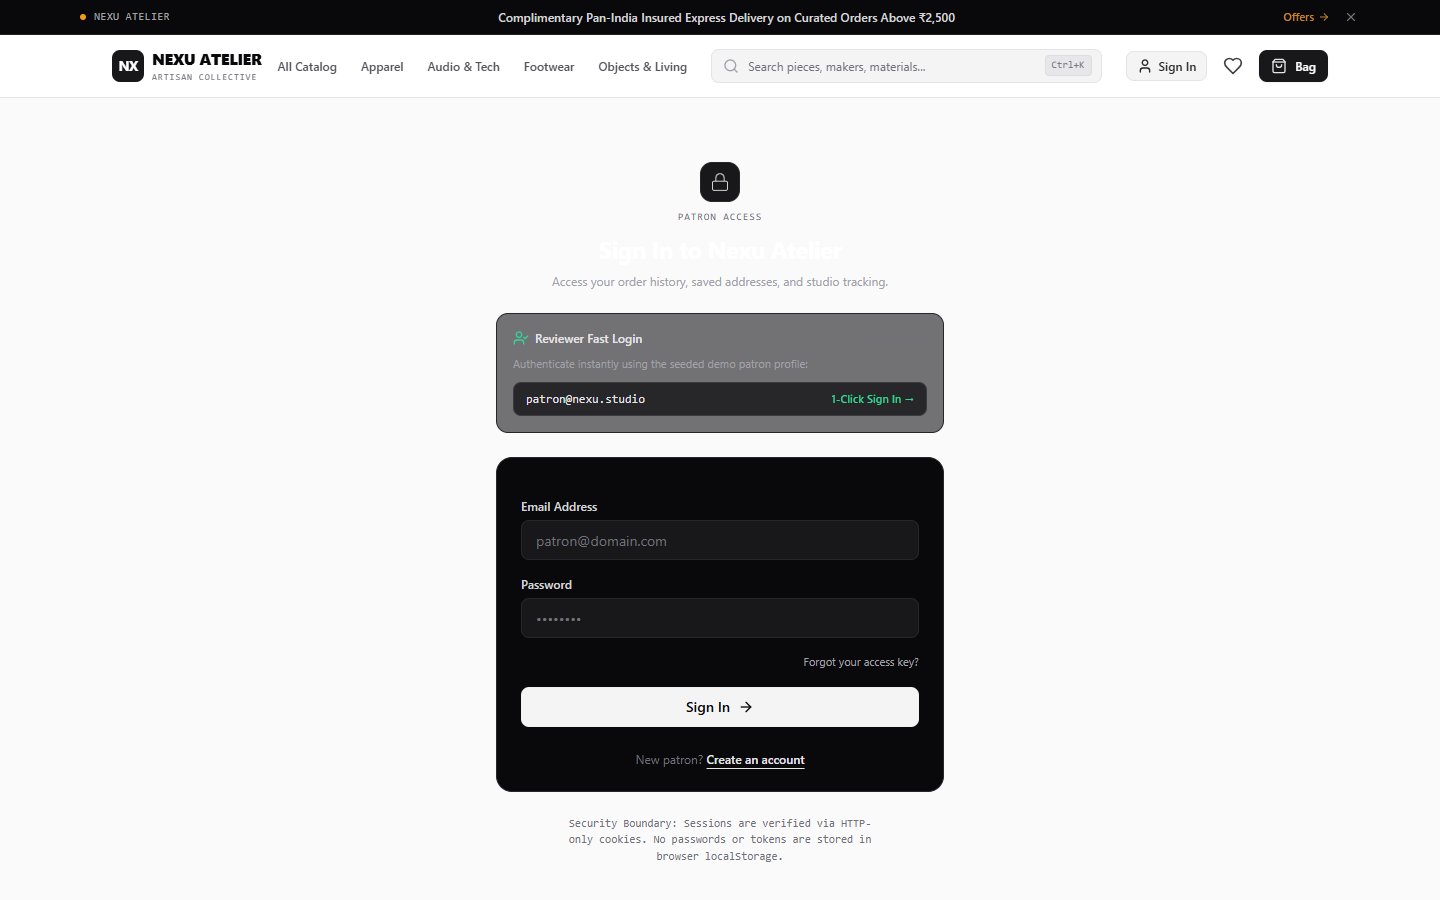 NEXU ATELIER
Complimentary Pan-India Insured Express Delivery on Curated Orders Above ₹2,500
Offers →
NX
NEXU ATELIER
ARTISAN COLLECTIVE
All Catalog
Apparel
Audio & Tech
Footwear
Objects & Living
Search pieces, makers, materials...
Ctrl+K
Sign In
Bag
PATRON ACCESS
Sign In to Nexu Atelier
Access your order history, saved addresses, and studio tracking.
Reviewer Fast Login
Authenticate instantly using the seeded demo patron profile:
patron@nexu.studio
1-Click Sign In →
Email Address
patron@domain.com
Password
••••••••
Forgot your access key?
Sign In →
New patron? Create an account
Security Boundary: Sessions are verified via HTTP-
only cookies. No passwords or tokens are stored in
browser localStorage.